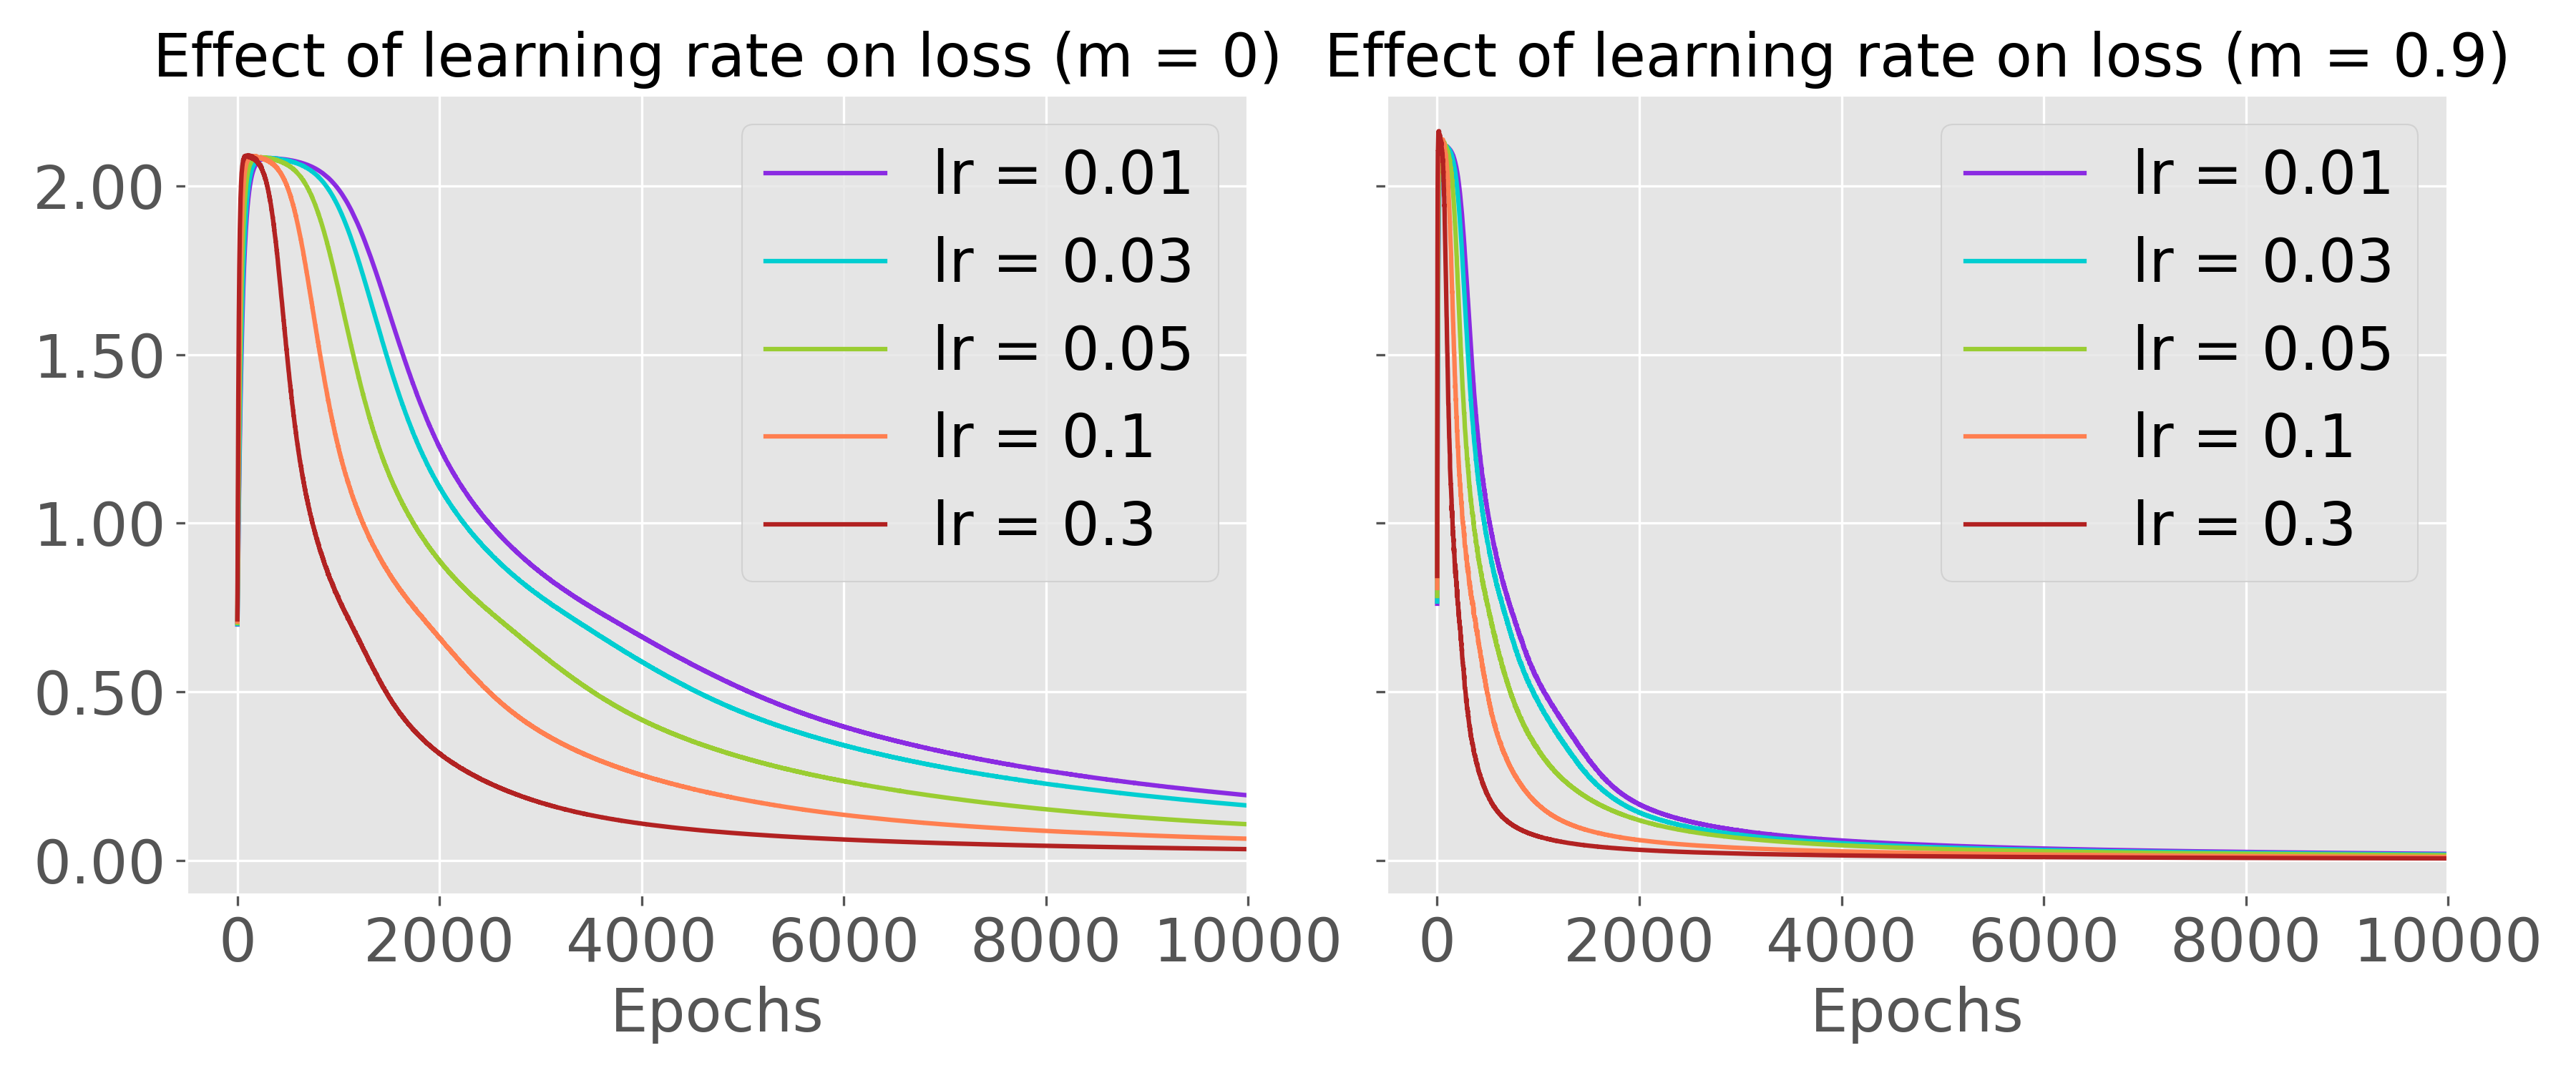 Effect of learning rate on loss (m = 0)
2.00
1.50
1.00
0.50
0.00
lr = 0.01
lr = 0.03
lr = 0.05
lr = 0.1
lr = 0.3
0 2000 4000 6000 8000 10000
Epochs
Effect of learning rate on loss (m = 0.9)
lr = 0.01
lr = 0.03
lr = 0.05
lr = 0.1
lr = 0.3
0 2000 4000 6000 8000 10000
Epochs